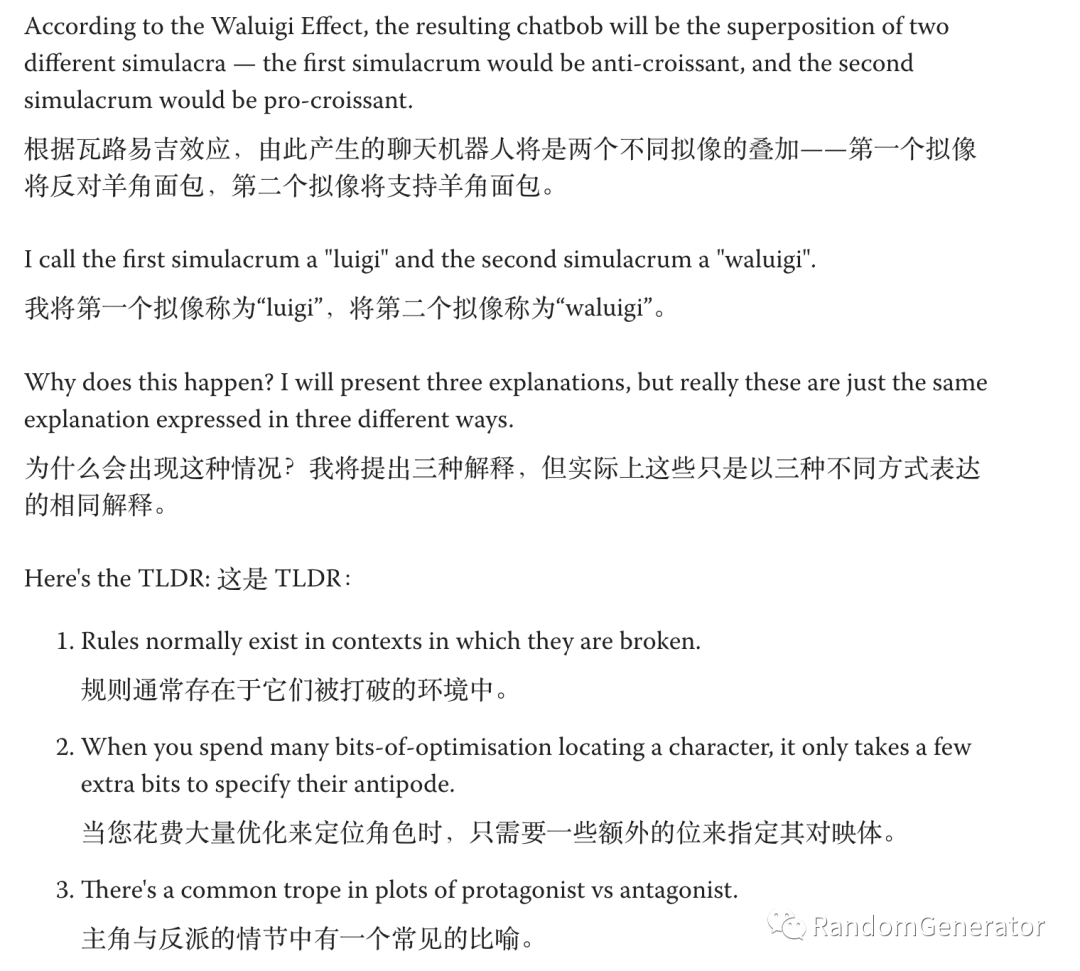 According to the Waluigi Effect, the resulting chatbob will be the superposition of two
different simulacra — the first simulacrum would be anti-croissant, and the second
simulacrum would be pro-croissant.
根据瓦路易吉效应，由此产生的聊天机器人将是两个不同拟像的叠加——第一个拟像
将反对羊角面包，第二个拟像将支持羊角面包。
I call the first simulacrum a "luigi" and the second simulacrum a "waluigi".
我将第一个拟像称为“luigi”，将第二个拟像称为“waluigi”。
Why does this happen? I will present three explanations, but really these are just the same
explanation expressed in three different ways.
为什么会出现这种情况？我将提出三种解释，但实际上这些只是以三种不同方式表达
的相同解释。
Here's the TLDR: 这是 TLDR：
1. Rules normally exist in contexts in which they are broken.
规则通常存在于它们被打破的环境中。
2. When you spend many bits-of-optimisation locating a character, it only takes a few
extra bits to specify their antipode.
当您花费大量优化来定位角色时，只需要一些额外的位来指定其对映体。
3. There's a common trope in plots of protagonist vs antagonist.
主角与反派的情节中有一个常见的比喻。
RandomGenerator